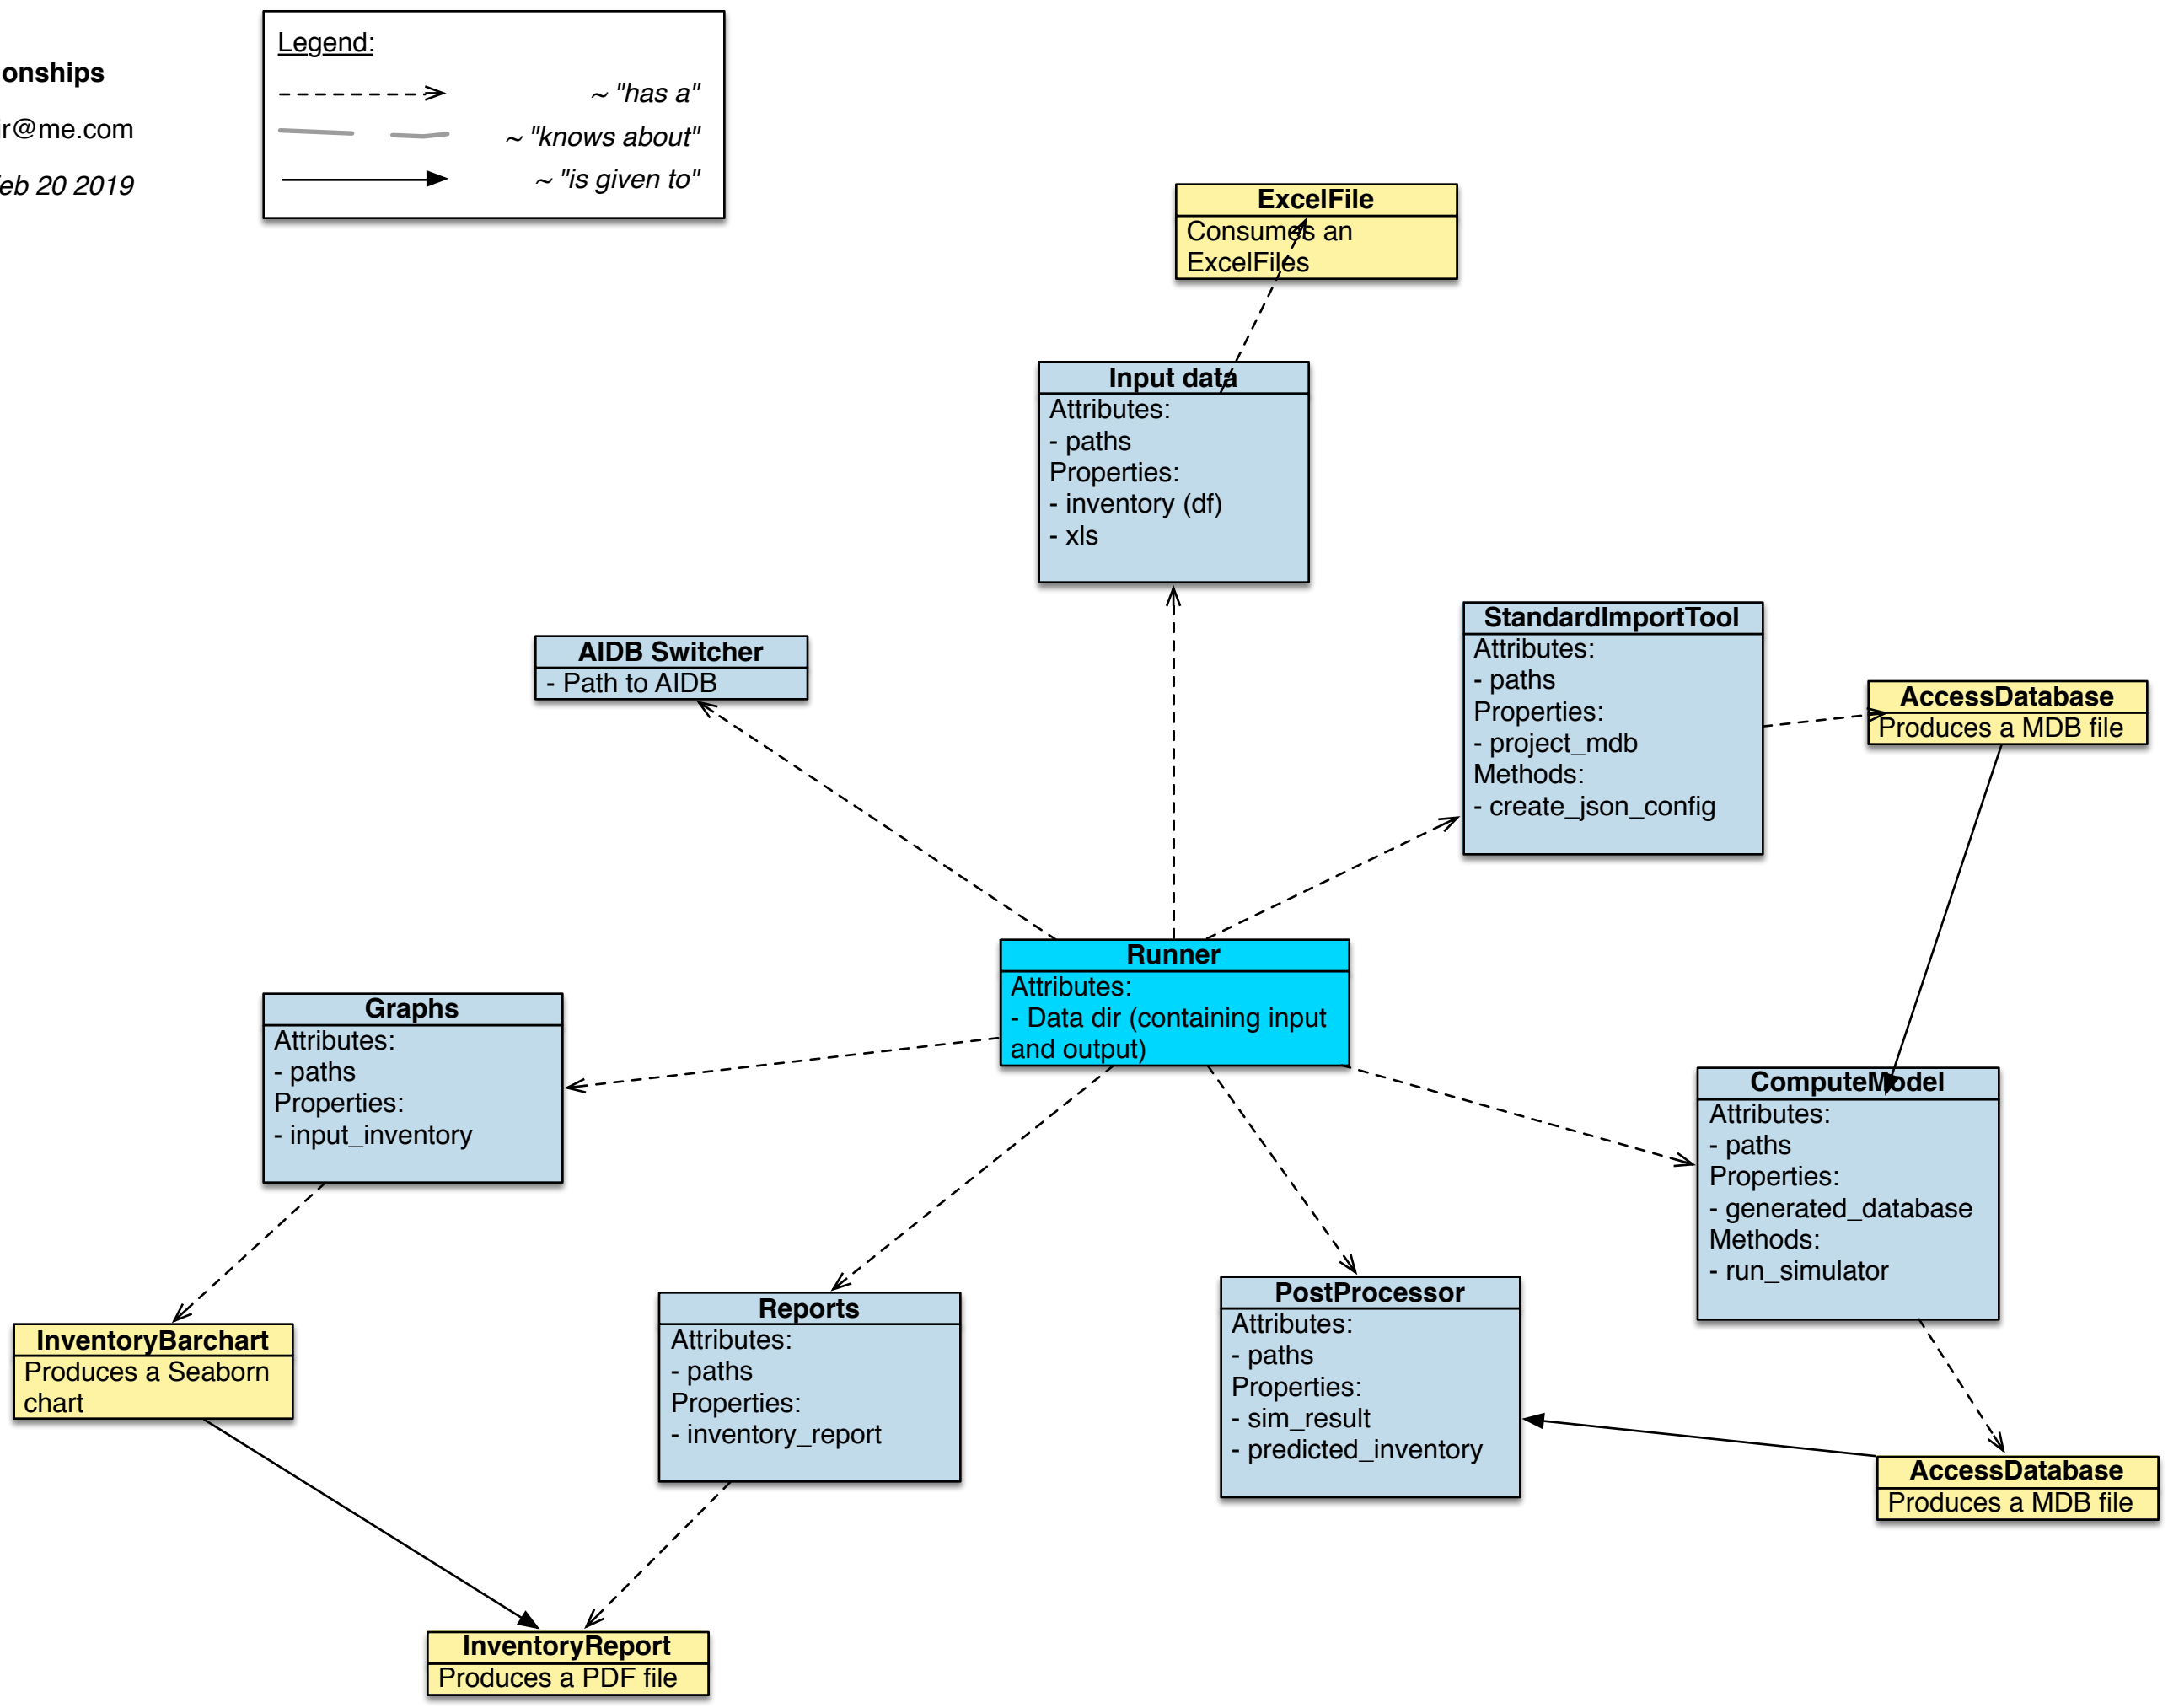 onships
r@me.com
eb 20 2019
Legend:
~ "has a"
~ "knows about"
~ "is given to"
ExcelFile
Consumes an
ExcelFiles
Input data
Attributes:
- paths
Properties:
- inventory (df)
- xls
AIDB Switcher
- Path to AIDB
StandardImportTool
Attributes:
- paths
Properties:
- project_mdb
Methods:
- create_json_config
AccessDatabase
Produces a MDB file
Runner
Attributes:
- Data dir (containing input
and output)
Graphs
Attributes:
- paths
Properties:
- input_inventory
ComputeModel
Attributes:
- paths
Properties:
- generated_database
Methods:
- run_simulator
InventoryBarchart
Produces a Seaborn
chart
Reports
Attributes:
- paths
Properties:
- inventory_report
PostProcessor
Attributes:
- paths
Properties:
- sim_result
- predicted_inventory
AccessDatabase
Produces a MDB file
InventoryReport
Produces a PDF file